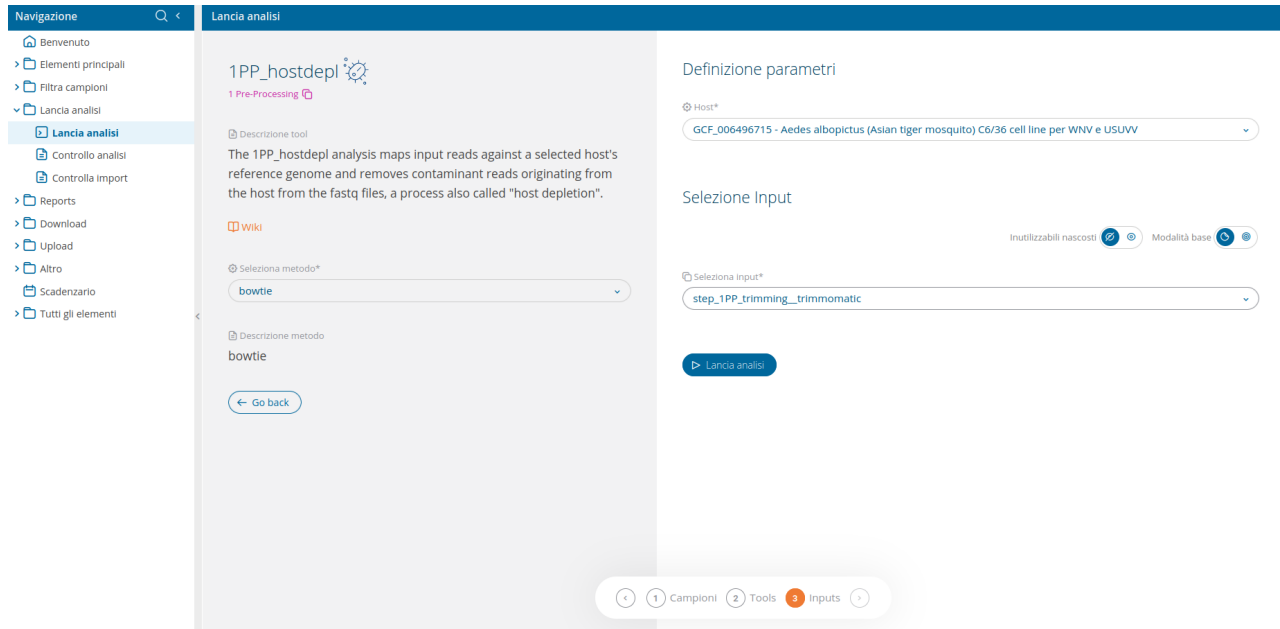 Navigazione
Benvenuto
Elementi principali
Filtra campioni
Lancia analisi
Lancia analisi
Controllo analisi
Controlla import
Reports
Download
Upload
Altro
Scadenzario
Tutti gli elementi
Lancia analisi
1PP_hostdepl
1 Pre-Processing
Descrizione tool
The 1PP_hostdepl analysis maps input reads against a selected host's
reference genome and removes contaminant reads originating from
the host from the fastq files, a process also called "host depletion".
Wiki
Seleziona metodo*
bowtie
Descrizione metodo
bowtie
Go back
Definizione parametri
Host*
GCF_006496715 - Aedes albopictus (Asian tiger mosquito) C6/36 cell line per WNV e USUVV
Selezione Input
Inutilizzabili nascosti Modalità base
Seleziona input*
step_1PP_trimming__trimmomatic
Lancia analisi
1 Campioni 2 Tools 3 Inputs